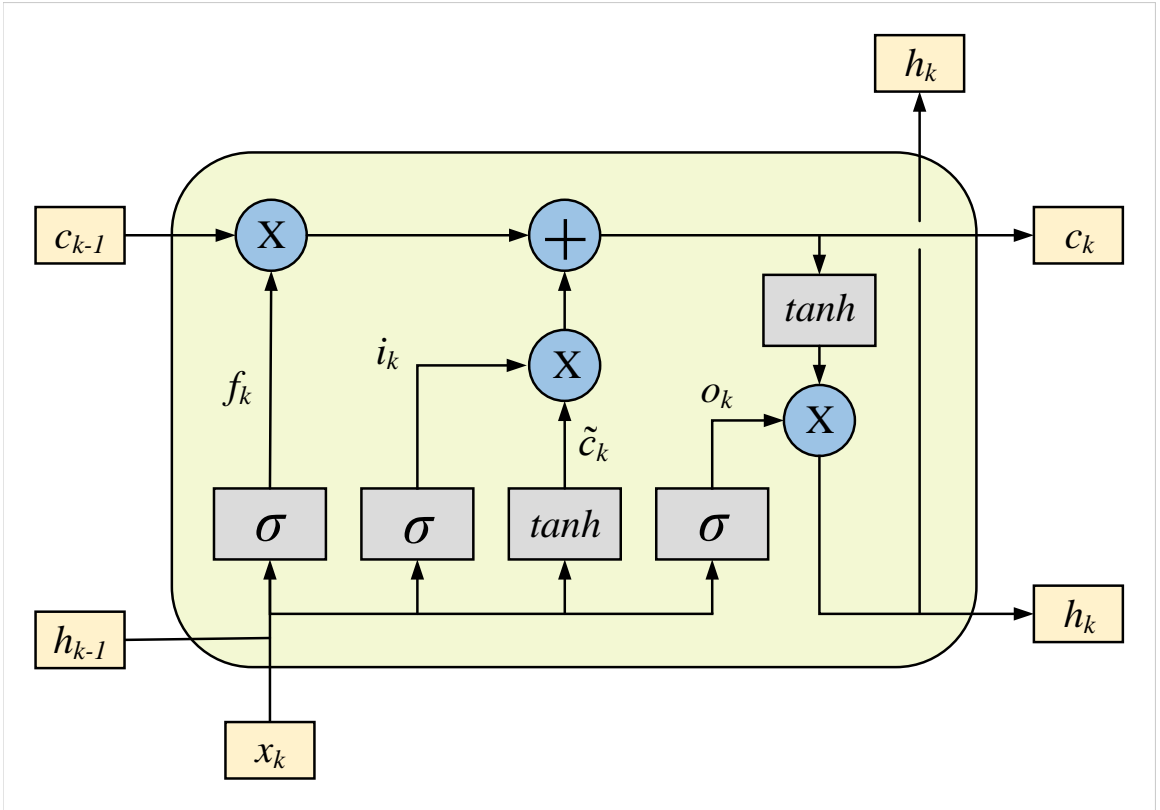 h_k
c_{k-1}
X
+
c_k
tanh
i_k
X
f_k
o_k
X
c̃_k
σ
σ
tanh
σ
h_{k-1}
h_k
x_k